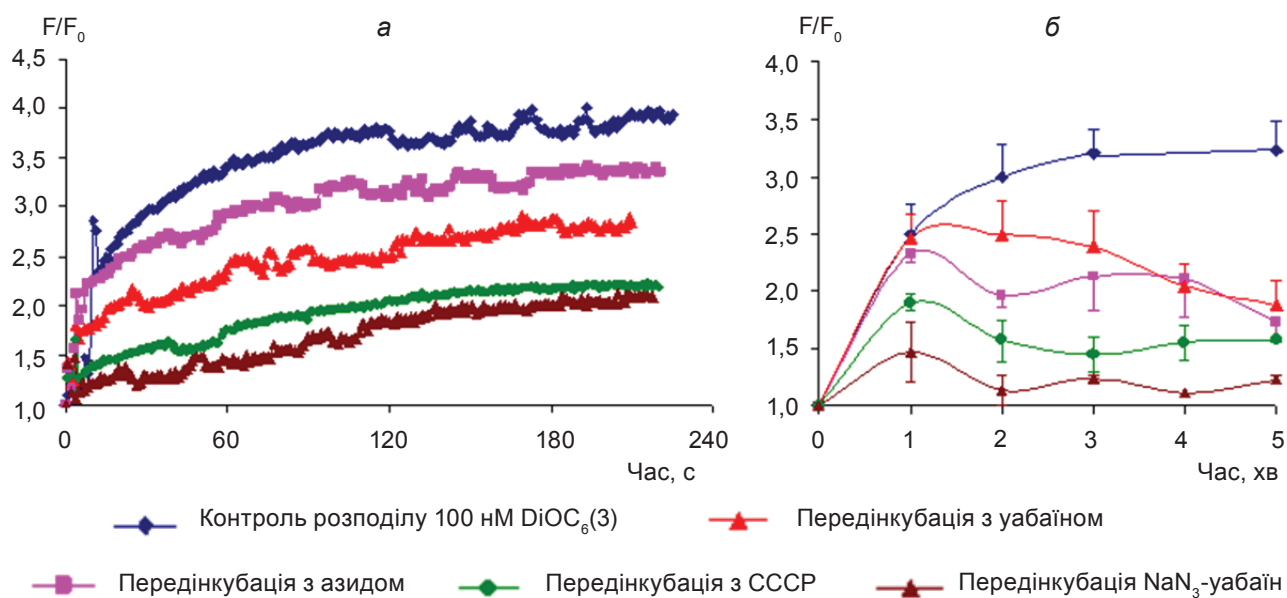 F/F₀
а
4,5
4,0
3,5
3,0
2,5
2,0
1,5
1,0
0
60
120
180
240
Час, с
F/F₀
б
4,0
3,5
3,0
2,5
2,0
1,5
1,0
0
1
2
3
4
5
Час, хв
Контроль розподілу 100 нМ DiOC₆(3)
Передінкубація з уабаїном
Передінкубація з азидом
Передінкубація з СССР
Передінкубація NaN₃-уабаїн